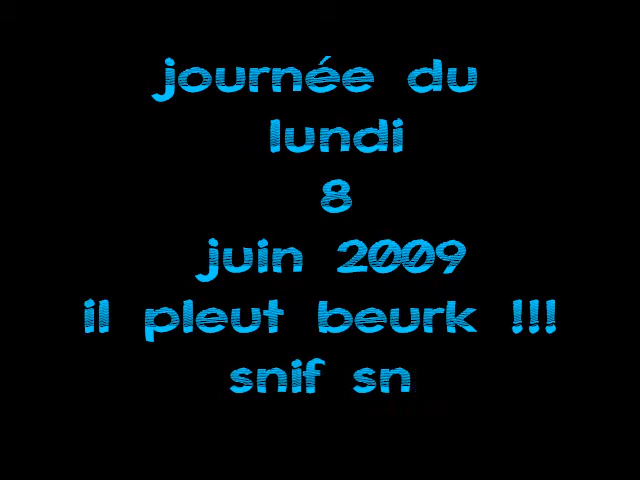 journée du
lundi
8
juin 2009
il pleut beurk !!!
snif sn